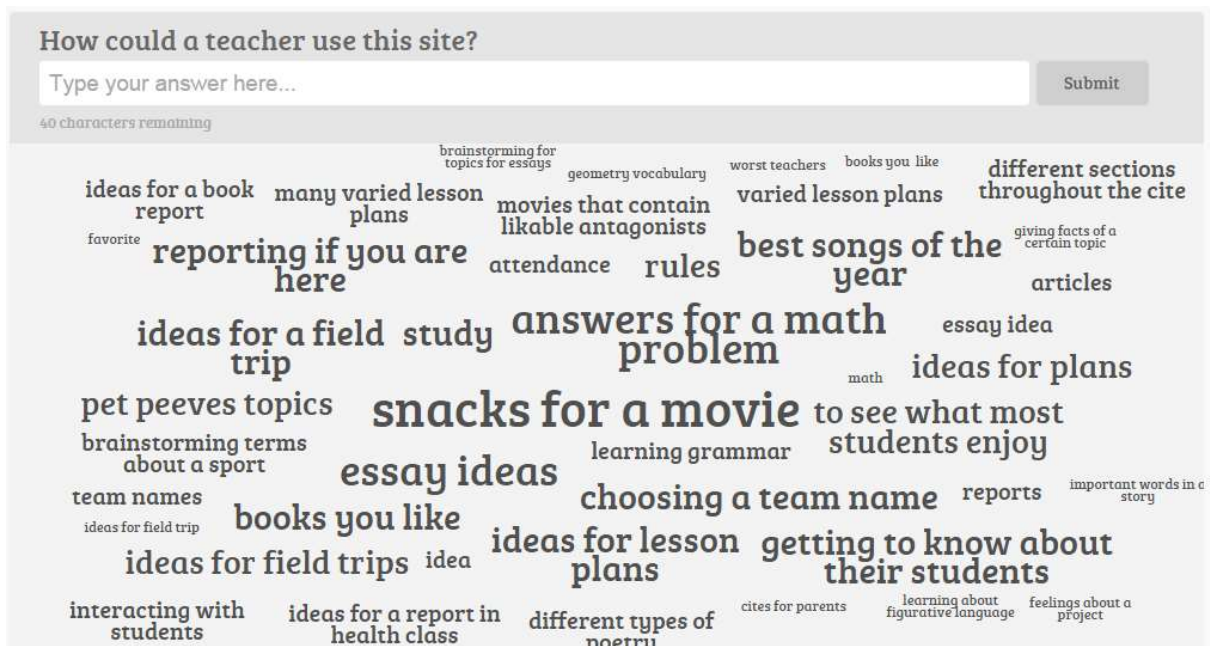 How could a teacher use this site?
Type your answer here...
Submit
40 characters remaining
brainstorming for
topics for essays
geometry vocabulary
worst teachers
books you like
different sections
throughout the cite
ideas for a book
report
many varied lesson
plans
movies that contain
likable antagonists
varied lesson plans
favorite
reporting if you are
here
attendance
rules
best songs of the
year
giving facts of a
certain topic
articles
ideas for a field
trip
study
answers for a math
problem
essay idea
math
ideas for plans
pet peeves topics
snacks for a movie
to see what most
students enjoy
brainstorming terms
about a sport
essay ideas
learning grammar
team names
choosing a team name
reports
important words in a
story
ideas for field trip
books you like
ideas for field trips
idea
ideas for lesson
plans
getting to know about
their students
interacting with
students
ideas for a report in
health class
different types of
poetry
cites for parents
learning about
figurative language
feelings about a
project